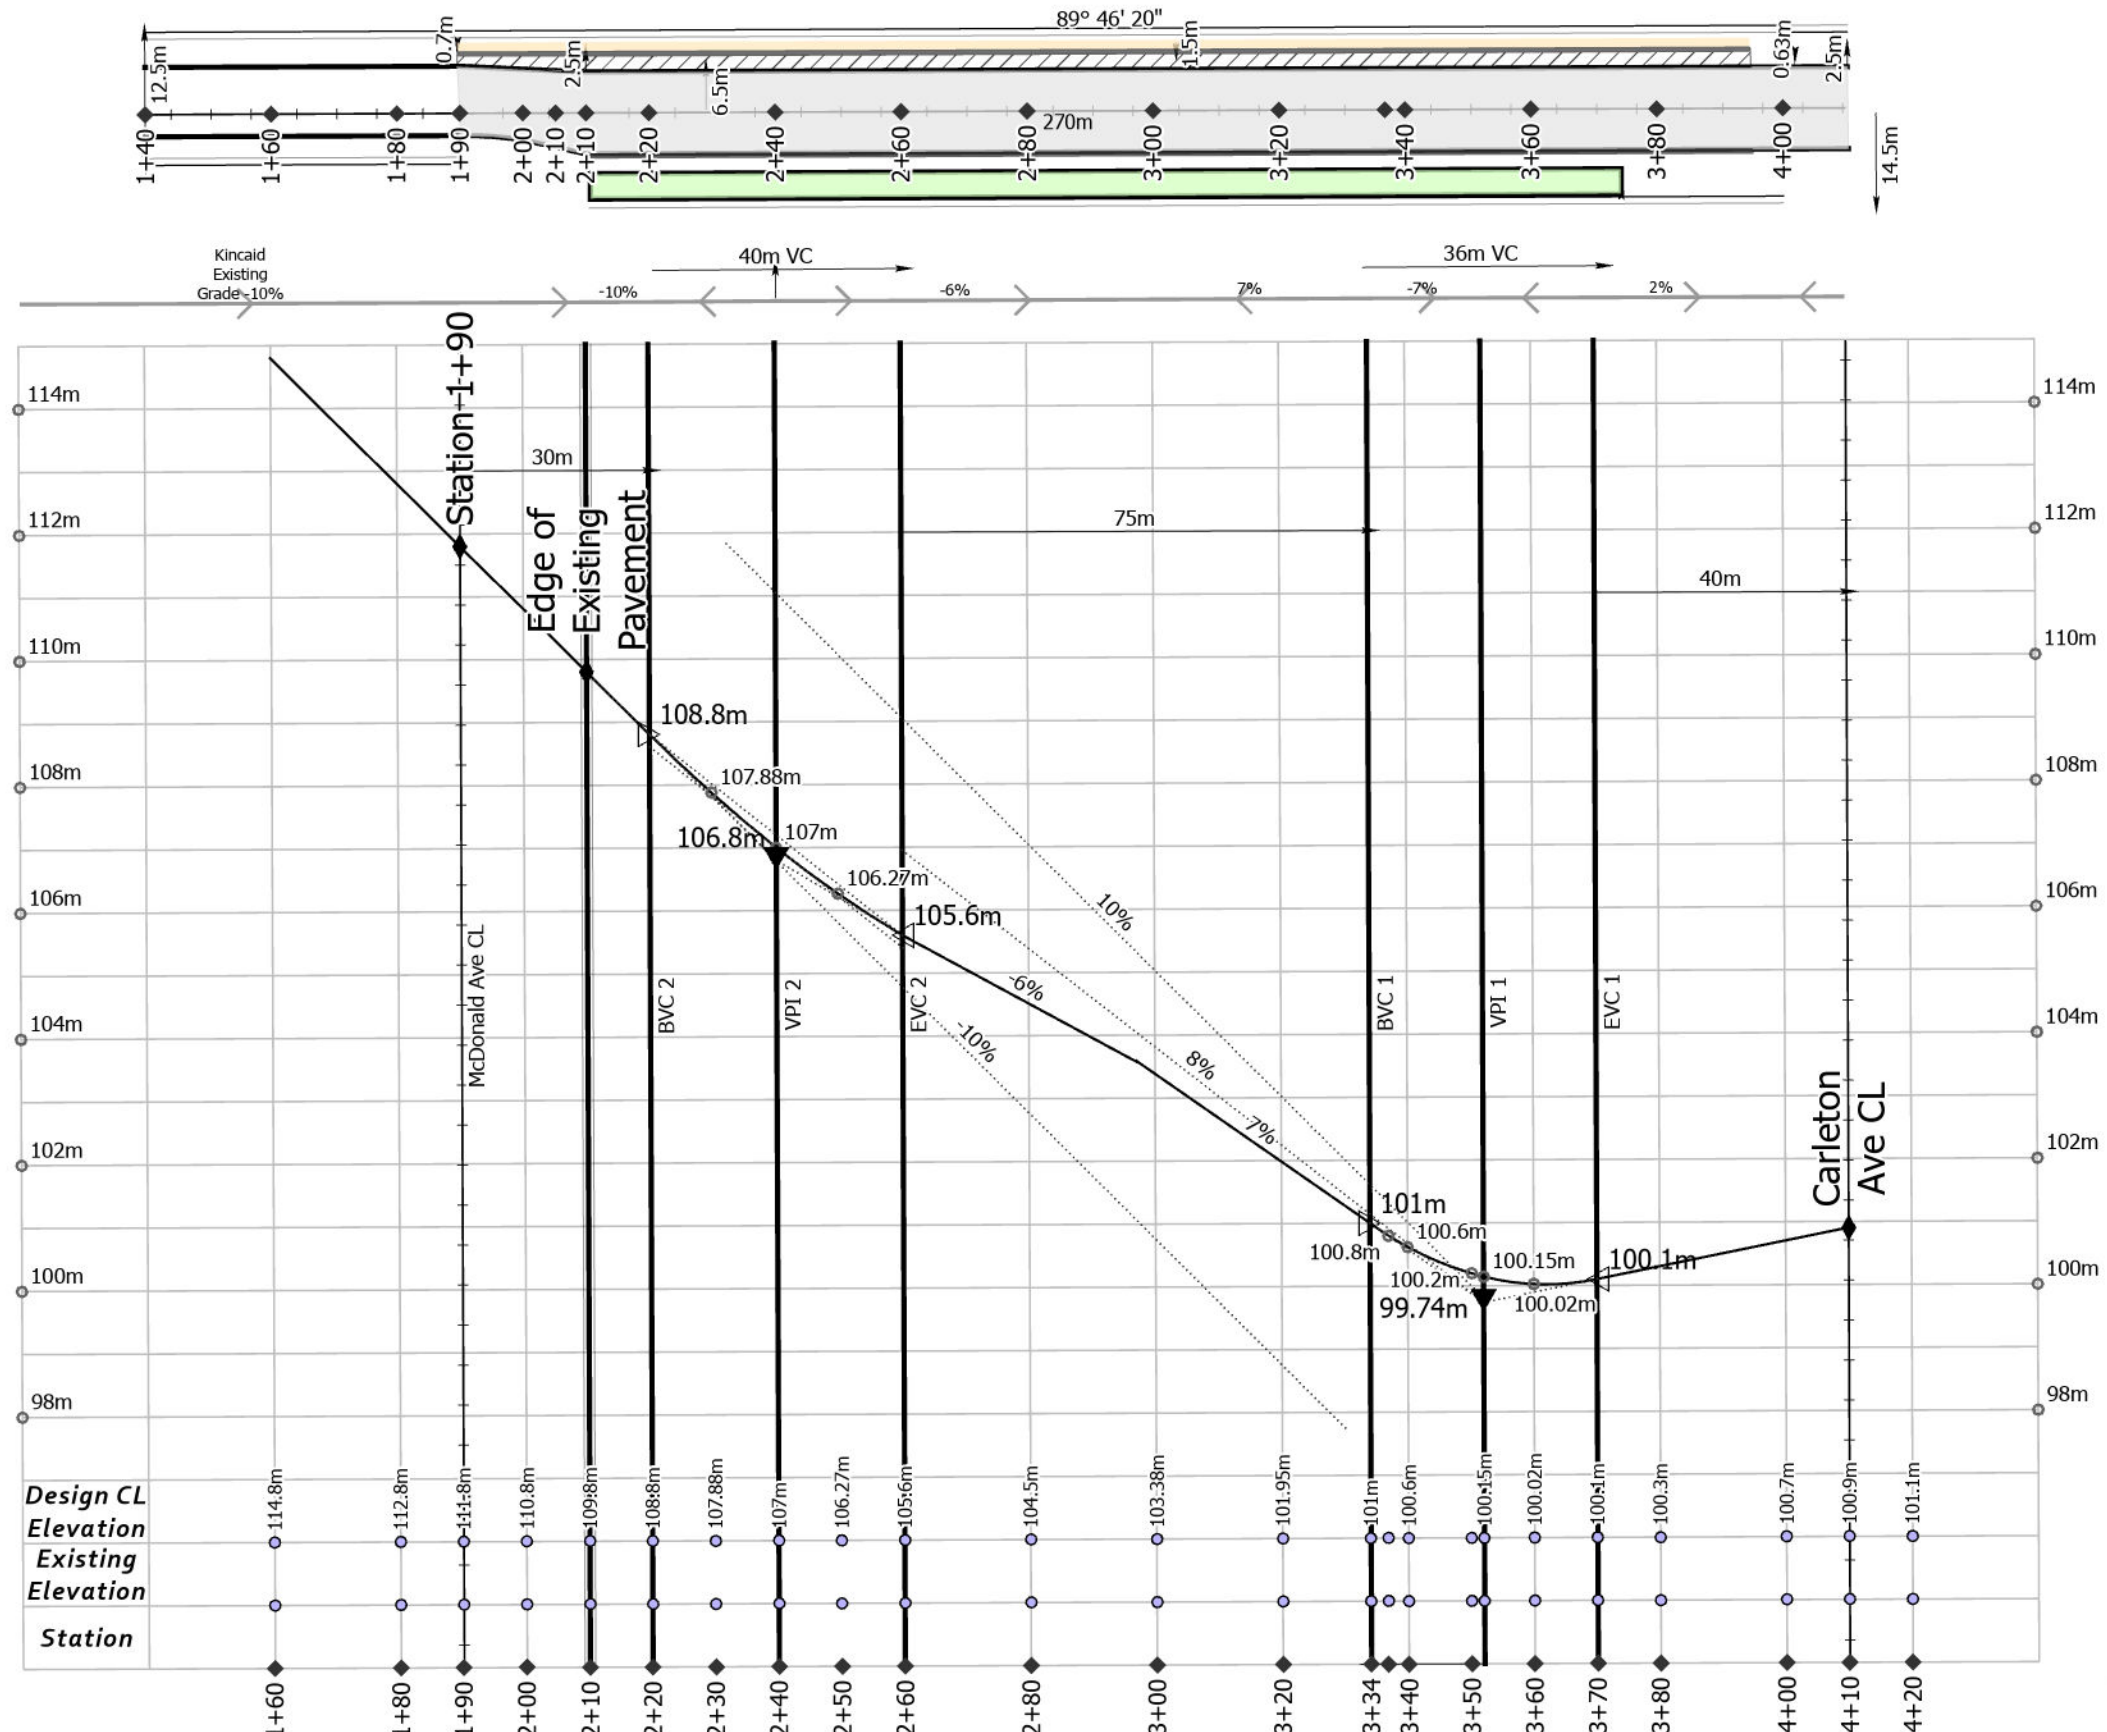 89° 46' 20"
0.7m
1.5m
0.63m
2.5m
12.5m
2.5m
6.5m
270m
14.5m
1+40
1+60
1+80
1+90
2+00
2+10
2+10
2+20
2+40
2+60
2+80
3+00
3+20
3+40
3+60
3+80
4+00
Kincaid
Existing
Grade -10%
40m VC
36m VC
-10%
-6%
7%
-7%
2%
Station 1+90
114m
114m
30m
112m
112m
75m
Edge of
Existing
Pavement
40m
110m
110m
108.8m
108m
108m
107.88m
106.8m
107m
106.27m
106m
106m
105.6m
10%
-6%
-10%
McDonald Ave CL
BVC 2
VPI 2
EVC 2
BVC 1
VPI 1
EVC 1
104m
104m
8%
7%
Carleton
Ave CL
102m
102m
101m
100.8m
100.6m
100.2m
100.15m
100.1m
99.74m
100.02m
100m
100m
98m
98m
Design CL
Elevation
114.8m
112.8m
111.8m
110.8m
109.8m
108.8m
107.88m
107m
106.27m
105.6m
104.5m
103.38m
101.95m
101m
100.6m
100.15m
100.02m
100.1m
100.3m
100.7m
100.9m
101.1m
Existing
Elevation
Station
1+60
1+80
1+90
2+00
2+10
2+20
2+30
2+40
2+50
2+60
2+80
3+00
3+20
3+34
3+40
3+50
3+60
3+70
3+80
4+00
4+10
4+20